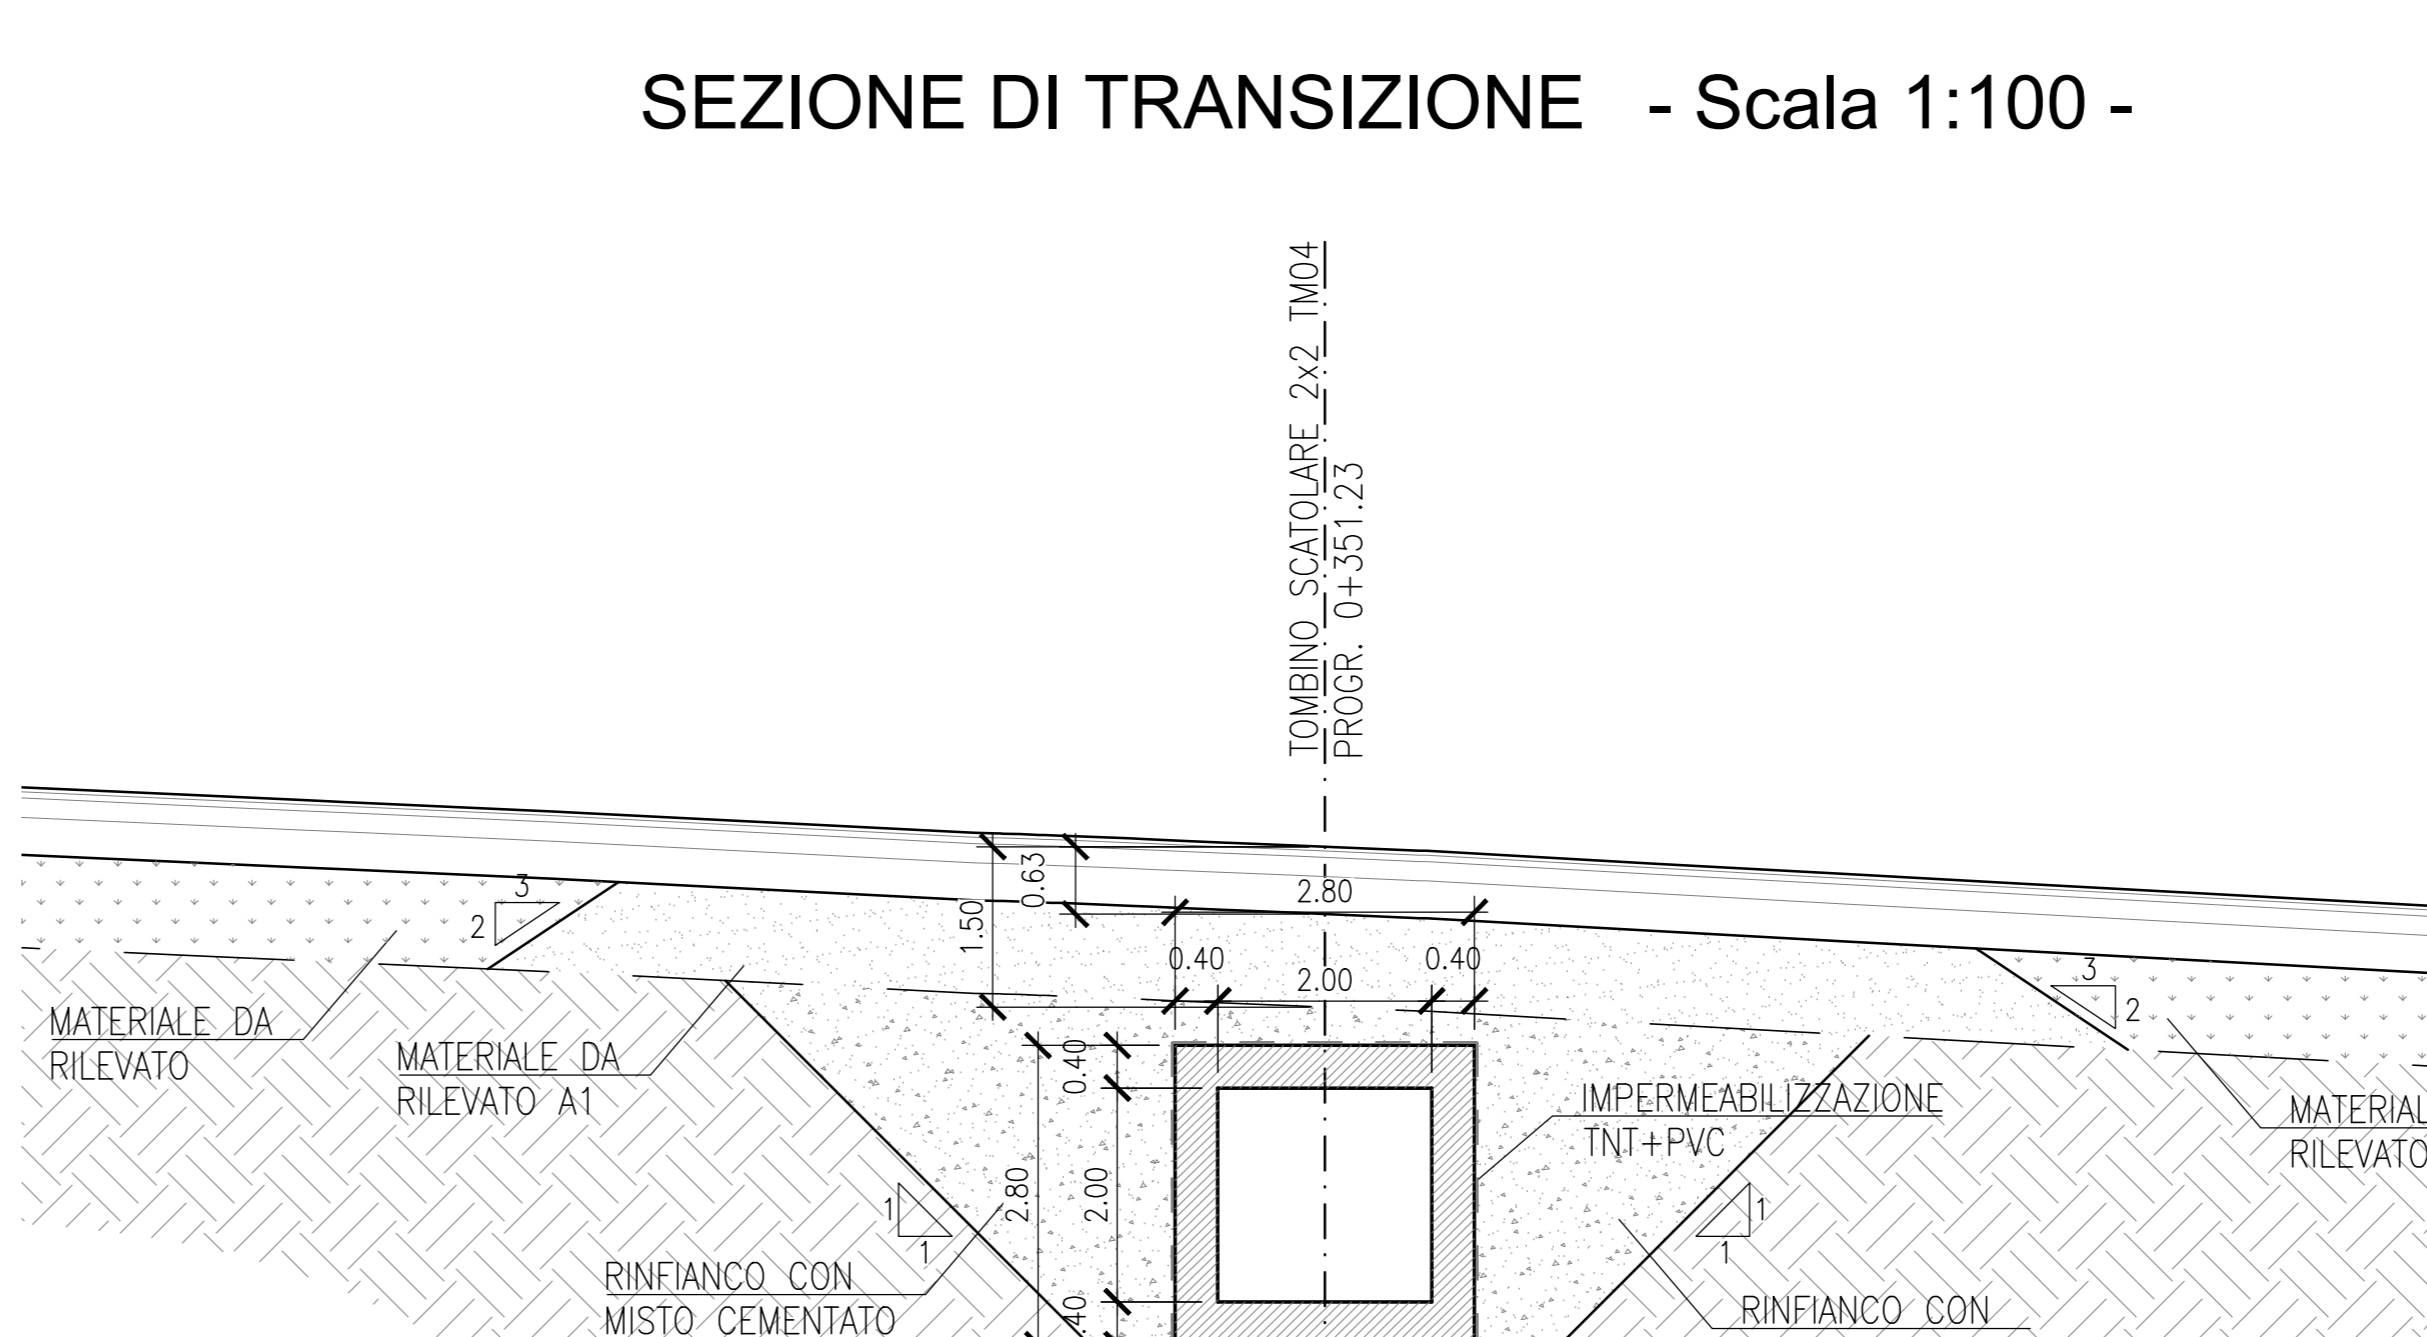 SEZIONE DI TRANSIZIONE - Scala 1:100 -
TOMBINO SCATOLARE 2x2 TM04
PROGR. 0+351.23
0.63
1.50
2.80
0.40
2.00
0.40
3
2
3
2
MATERIALE DA
RILEVATO
MATERIALE DA
RILEVATO A1
0.40
2.80
2.00
.40
IMPERMEABILIZZAZIONE
TNT+PVC
MATERIAL
RILEVATO
1
1
1
1
RINFIANCO CON
MISTO CEMENTATO
RINFIANCO CON